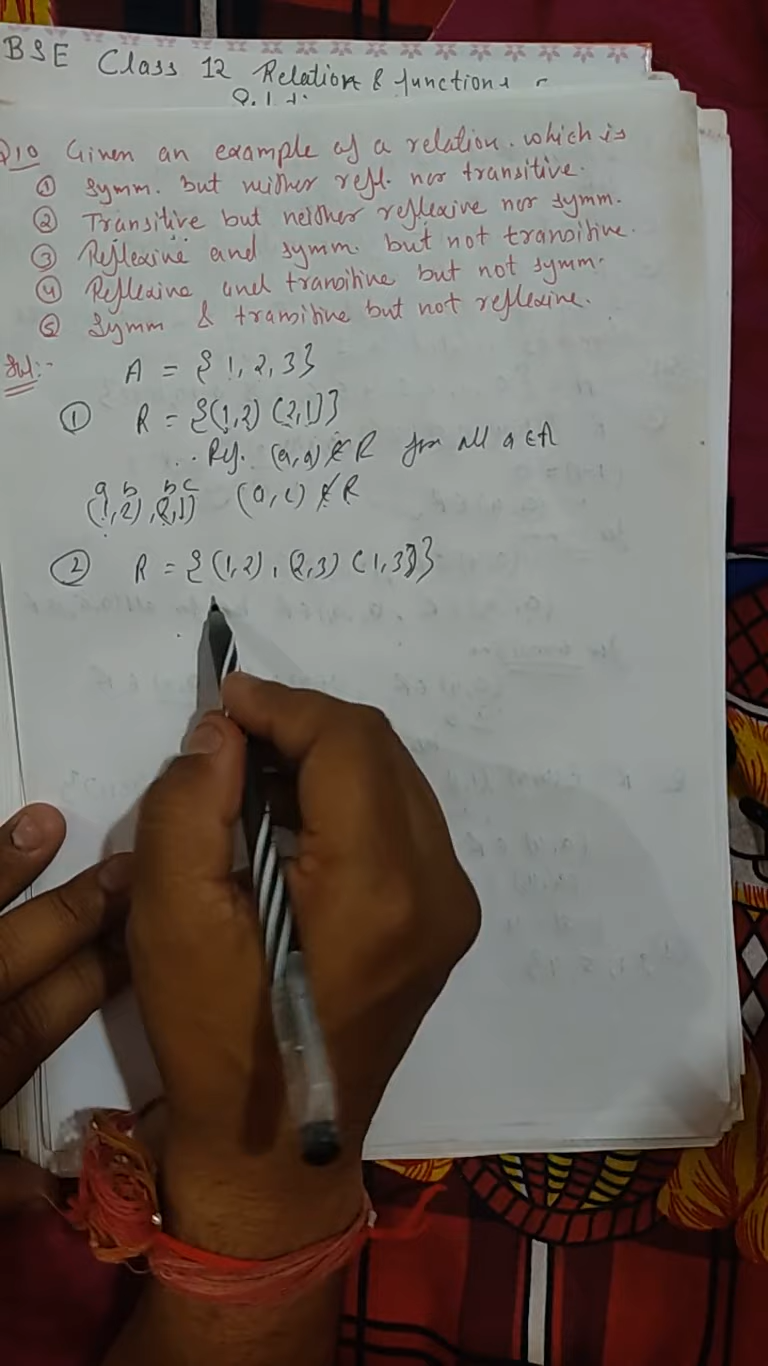 BSE Class 12 Relation & functions
Q10 Given an example of a relation. which is
① Symm. but neither refl. nor transitive.
② Transitive but neither reflexive nor symm.
③ Reflexive and symm. but not transitive.
④ Reflexive and transitive but not symm.
⑤ Symm & transitive but not reflexive.
Sol:- A = {1, 2, 3}
① R = {(1,2) (2,1)}
Ref. (a,a) ∉ R for all a ∈ A
a b b c
(1,2), (2,1) (a,c) ∉ R
② R = {(1,2), (2,3) (1,3)}